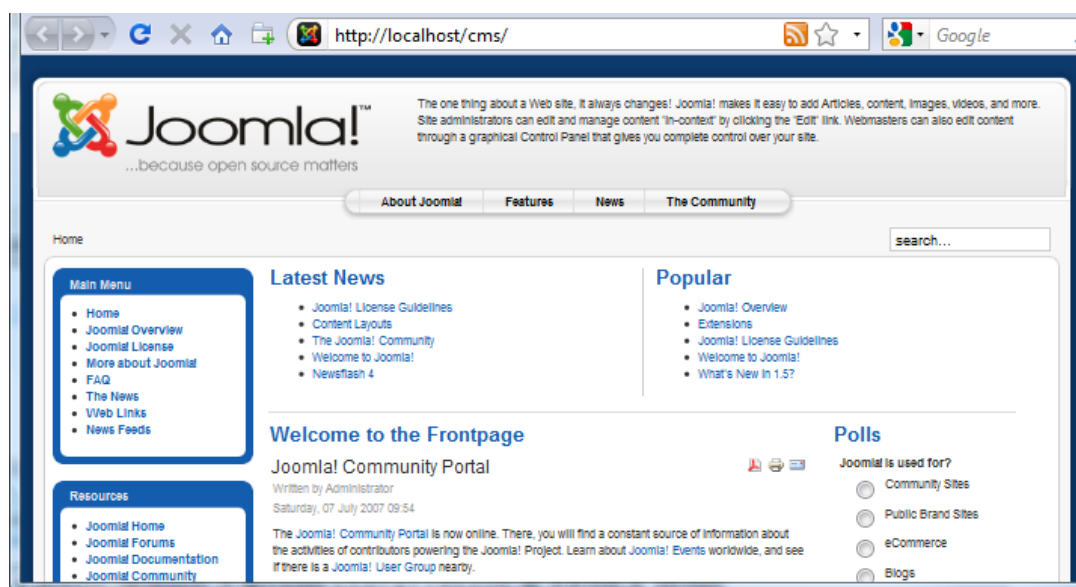 http://localhost/cms/
Google
Joomla!™
...because open source matters
The one thing about a Web site, it always changes! Joomla! makes it easy to add Articles, content, images, videos, and more.
Site administrators can edit and manage content 'in-context' by clicking the 'Edit' link. Webmasters can also edit content
through a graphical Control Panel that gives you complete control over your site.
About Joomla!
Features
News
The Community
Home
search...
Main Menu
Home
Joomla! Overview
Joomla! License
More about Joomla!
FAQ
The News
Web Links
News Feeds
Resources
Joomla! Home
Joomla! Forums
Joomla! Documentation
Joomla! Community
Latest News
Joomla! License Guidelines
Content Layouts
The Joomla! Community
Welcome to Joomla!
Newsflash 4
Popular
Joomla! Overview
Extensions
Joomla! License Guidelines
Welcome to Joomla!
What's New in 1.5?
Welcome to the Frontpage
Joomla! Community Portal
Written by Administrator
Saturday, 07 July 2007 09:54
The Joomla! Community Portal is now online. There, you will find a constant source of information about
the activities of contributors powering the Joomla! Project. Learn about Joomla! Events worldwide, and see
if there is a Joomla! User Group nearby.
Polls
Joomla! is used for?
Community Sites
Public Brand Sites
eCommerce
Blogs